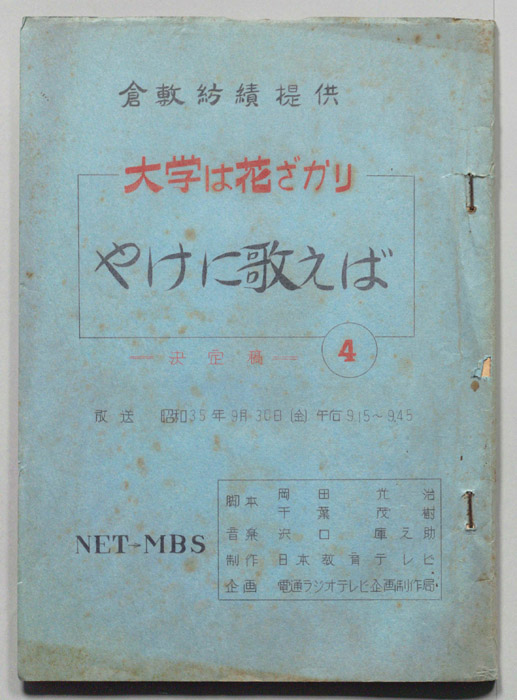 倉敷紡績提供
大学は花ざかり
やけに歌えば
—決定稿—
4
放送 昭和35年9月30日(金)午后9.15〜9.45
脚本 岡田光治
千葉茂樹
音楽 沢口庫之助
制作 日本教育テレビ
企画 電通ラジオテレビ企画制作局
NET-MBS